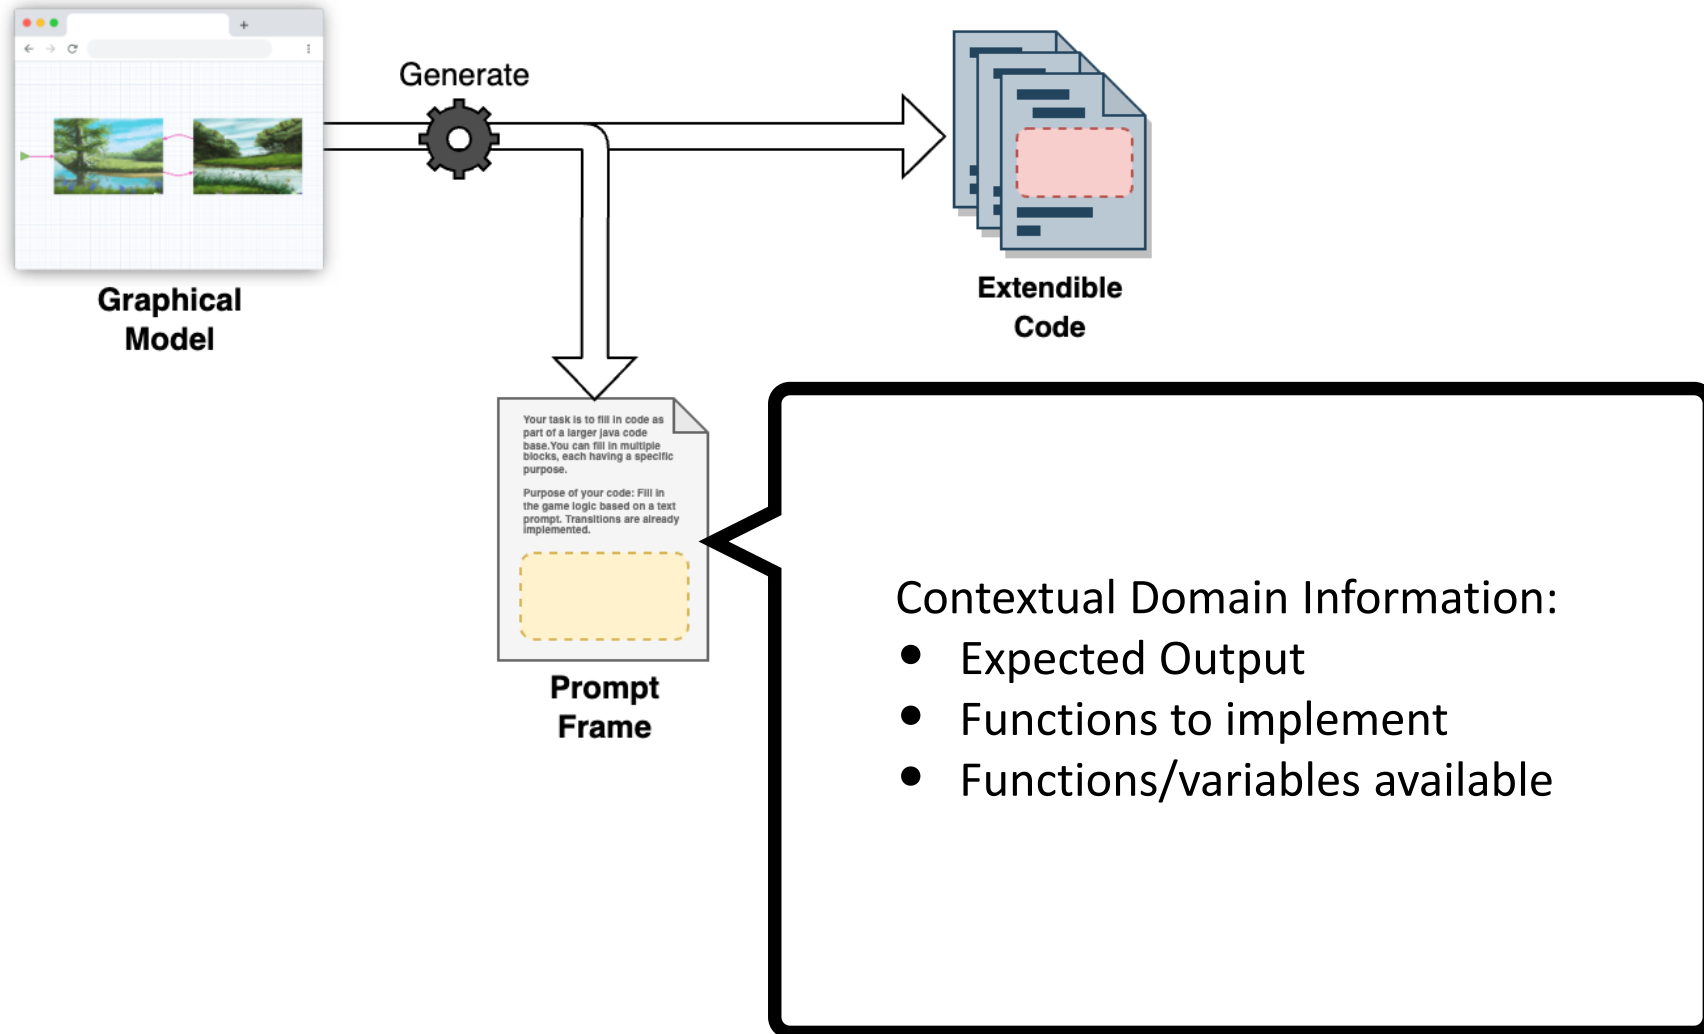 Generate
Graphical
Model
Extendible
Code
Your task is to fill in code as
part of a larger java code
base.You can fill in multiple
blocks, each having a specific
purpose.
Purpose of your code: Fill in
the game logic based on a text
prompt. Transitions are already
implemented.
Prompt
Frame
Contextual Domain Information:
• Expected Output
• Functions to implement
• Functions/variables available